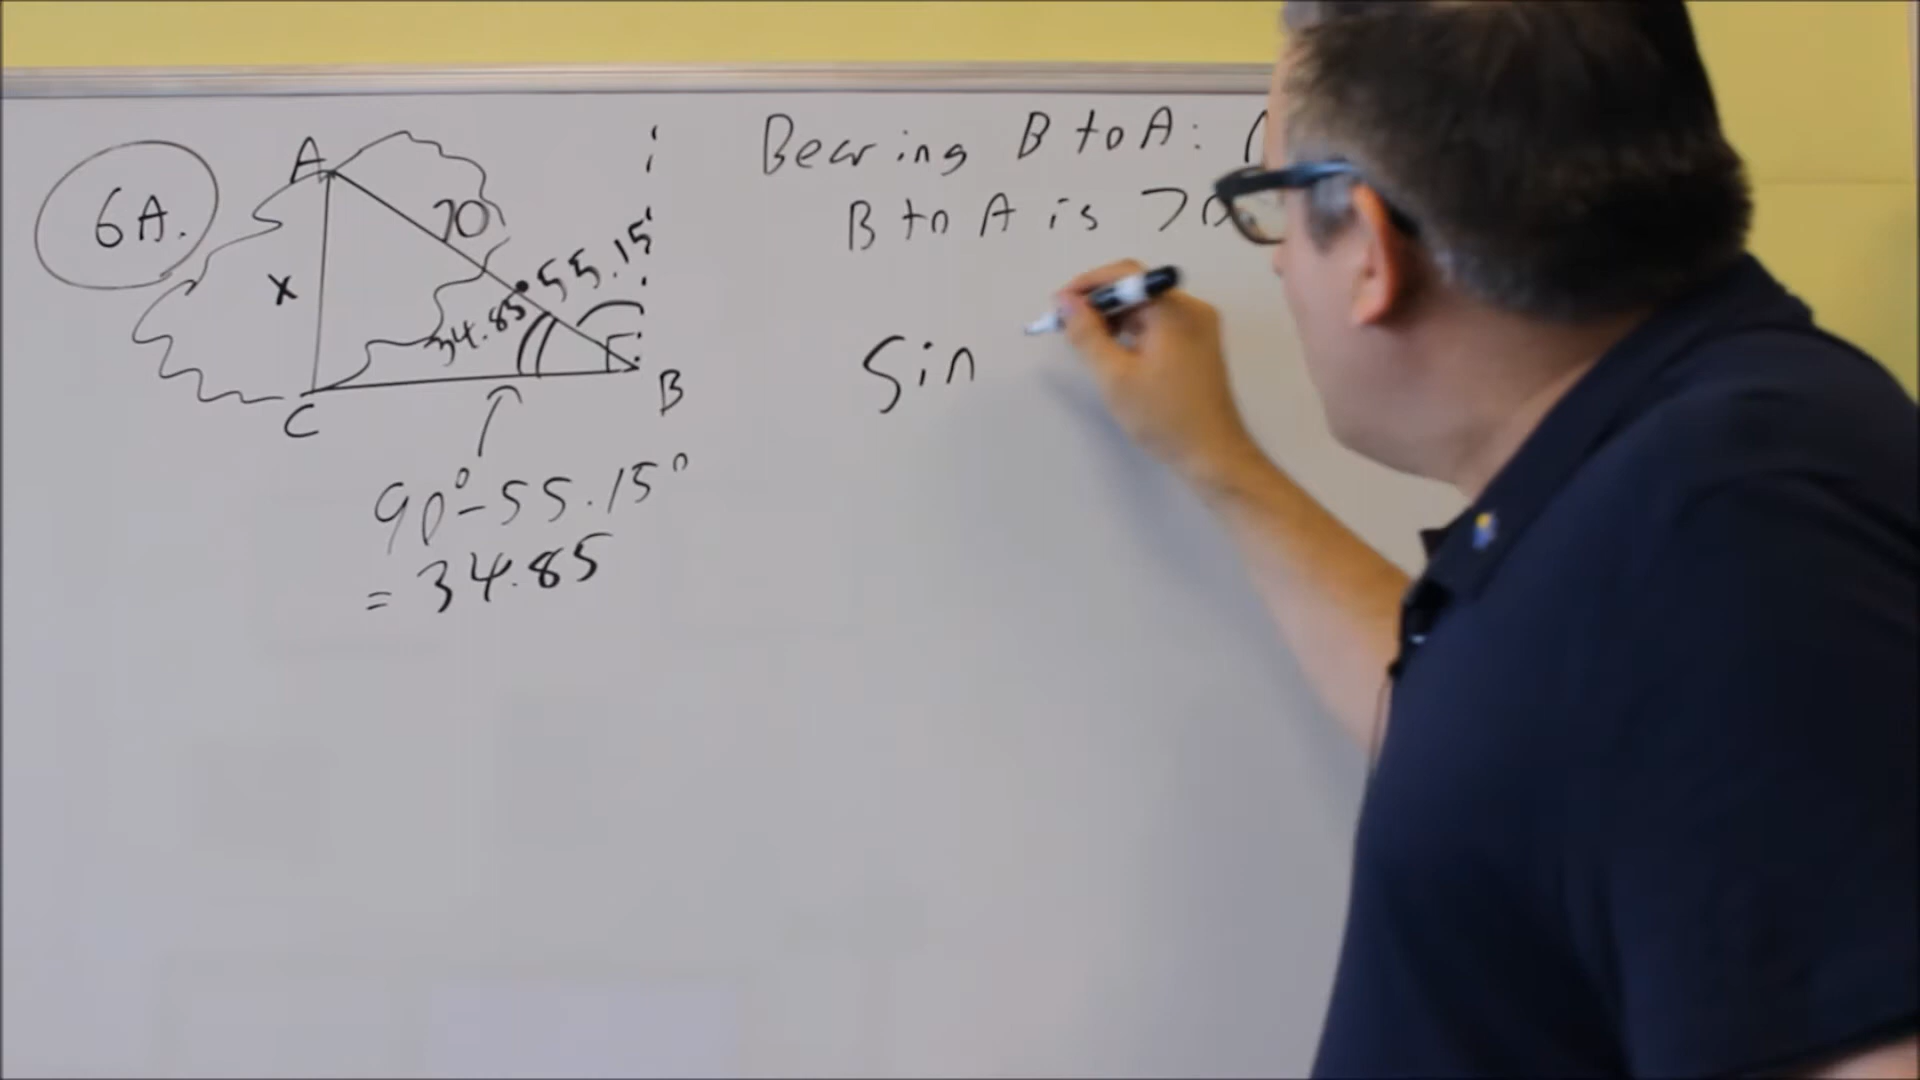 6A.
A
70
x
55.15
34.85°
C
B
90°-55.15°
= 34.85
Bearing B to A:
B to A is 70
Sin